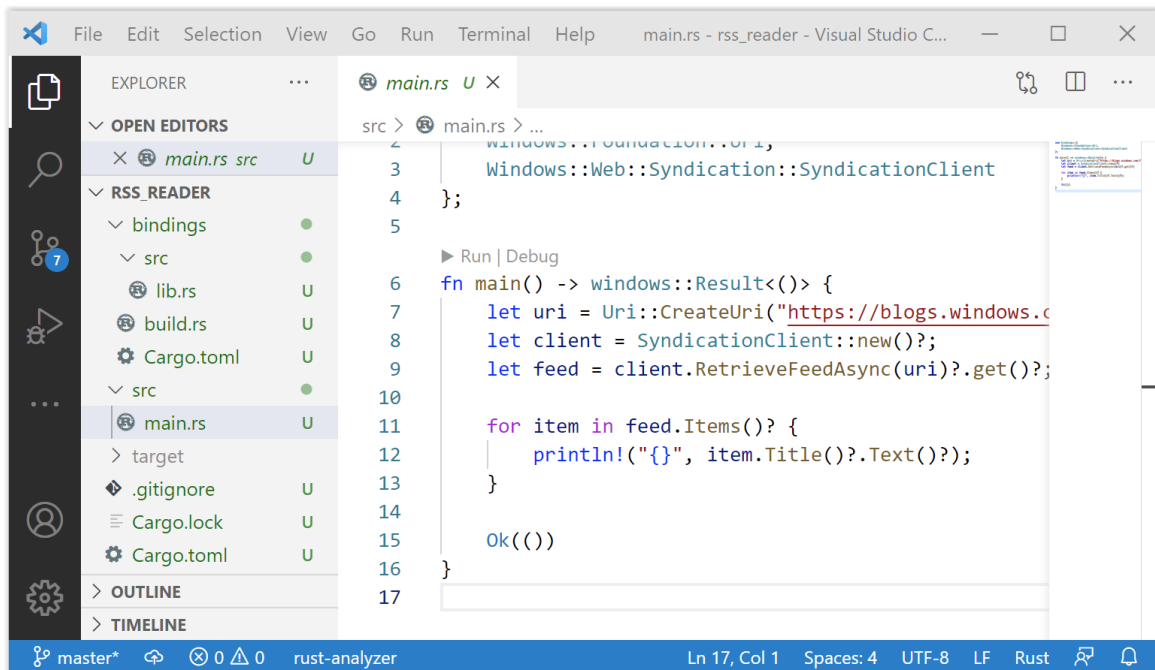 File Edit Selection View Go Run Terminal Help main.rs - rss_reader - Visual Studio C...
EXPLORER ...
main.rs U
OPEN EDITORS
main.rs src U
RSS_READER
bindings
src
lib.rs U
build.rs U
Cargo.toml U
src
main.rs U
target
.gitignore U
Cargo.lock U
Cargo.toml U
OUTLINE
TIMELINE
7
src > main.rs > ...
2 Windows::Foundation::Uri,
3 Windows::Web::Syndication::SyndicationClient
4 };
5
Run | Debug
6 fn main() -> windows::Result<()> {
7 let uri = Uri::CreateUri("https://blogs.windows.c
8 let client = SyndicationClient::new()?;
9 let feed = client.RetrieveFeedAsync(uri)?.get()?;
10
11 for item in feed.Items()? {
12 println!("{}", item.Title()?.Text()?);
13 }
14
15 Ok(())
16 }
17
master* 0 0 rust-analyzer Ln 17, Col 1 Spaces: 4 UTF-8 LF Rust